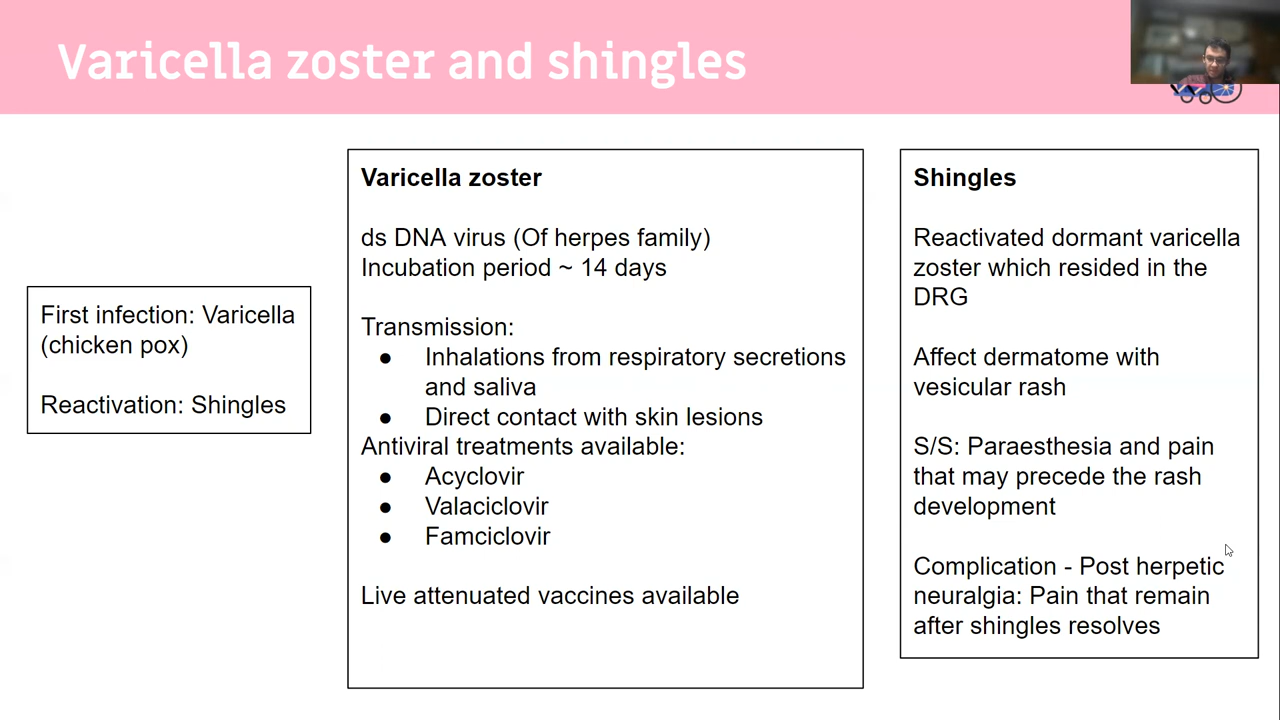 Varicella zoster and shingles
First infection: Varicella
(chicken pox)
Reactivation: Shingles
Varicella zoster
ds DNA virus (Of herpes family)
Incubation period ~ 14 days
Transmission:
● Inhalations from respiratory secretions
and saliva
● Direct contact with skin lesions
Antiviral treatments available:
● Acyclovir
● Valaciclovir
● Famciclovir
Live attenuated vaccines available
Shingles
Reactivated dormant varicella
zoster which resided in the
DRG
Affect dermatome with
vesicular rash
S/S: Paraesthesia and pain
that may precede the rash
development
Complication - Post herpetic
neuralgia: Pain that remain
after shingles resolves